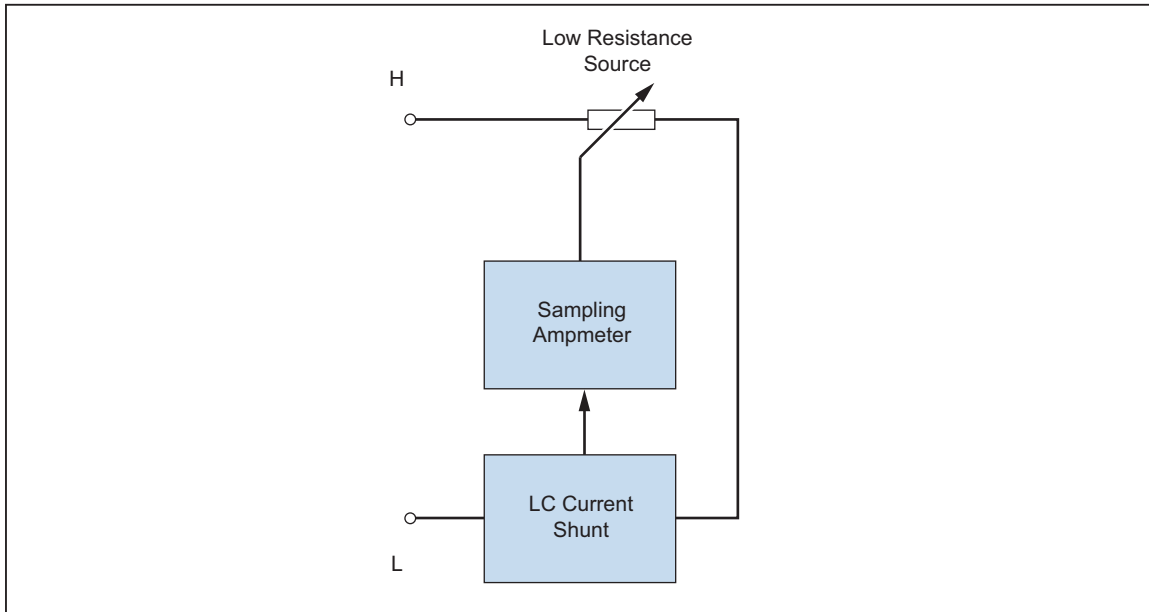 Low Resistance
Source
H
Sampling
Ampmeter
LC Current
Shunt
L